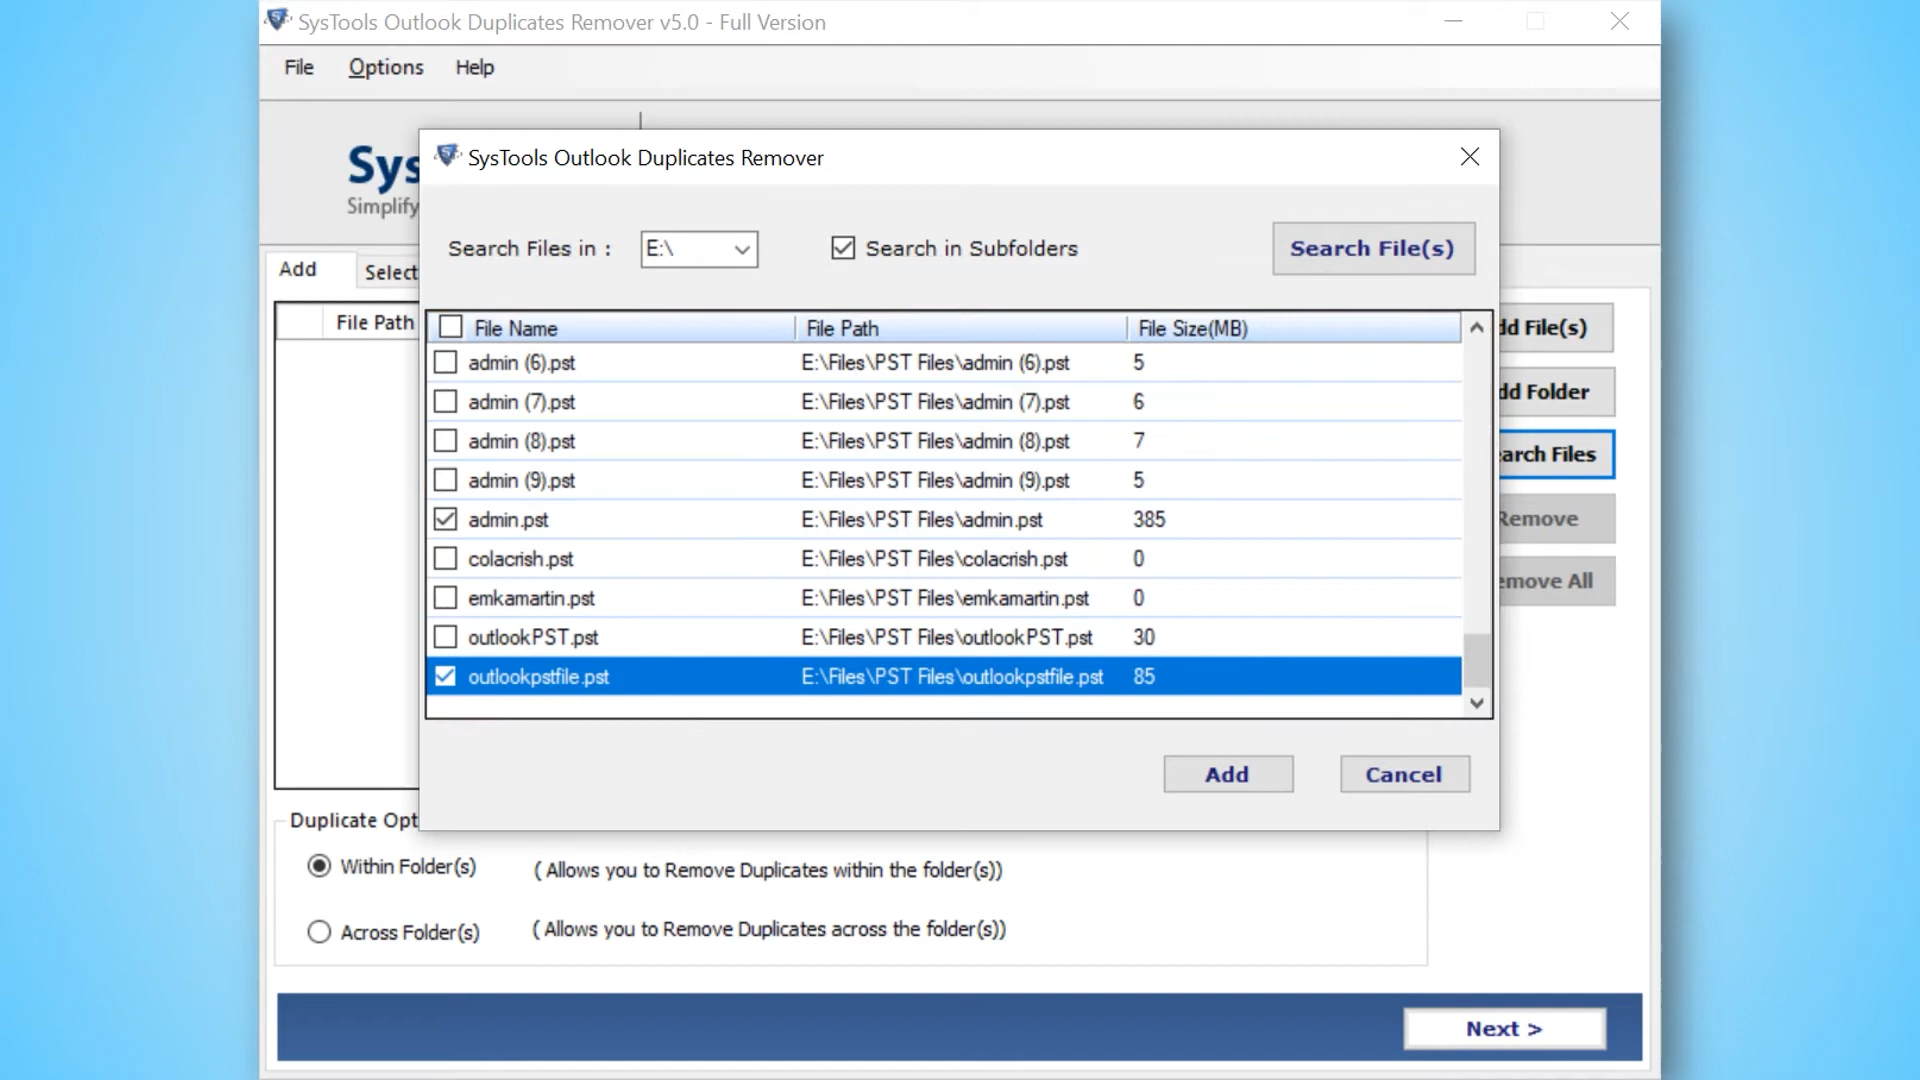 SysTools Outlook Duplicates Remover v5.0 - Full Version
File Options Help
Sys
Simplify
SysTools Outlook Duplicates Remover
Search Files in : E:\ Search in Subfolders Search File(s)
Add Select
File Path
File Name File Path File Size(MB)
admin (6).pst E:\Files\PST Files\admin (6).pst 5
admin (7).pst E:\Files\PST Files\admin (7).pst 6
admin (8).pst E:\Files\PST Files\admin (8).pst 7
admin (9).pst E:\Files\PST Files\admin (9).pst 5
admin.pst E:\Files\PST Files\admin.pst 385
colacrish.pst E:\Files\PST Files\colacrish.pst 0
emkamartin.pst E:\Files\PST Files\emkamartin.pst 0
outlookPST.pst E:\Files\PST Files\outlookPST.pst 30
outlookpstfile.pst E:\Files\PST Files\outlookpstfile.pst 85
dd File(s)
dd Folder
arch Files
Remove
emove All
Add Cancel
Duplicate Opt
Within Folder(s) ( Allows you to Remove Duplicates within the folder(s))
Across Folder(s) ( Allows you to Remove Duplicates across the folder(s))
Next >